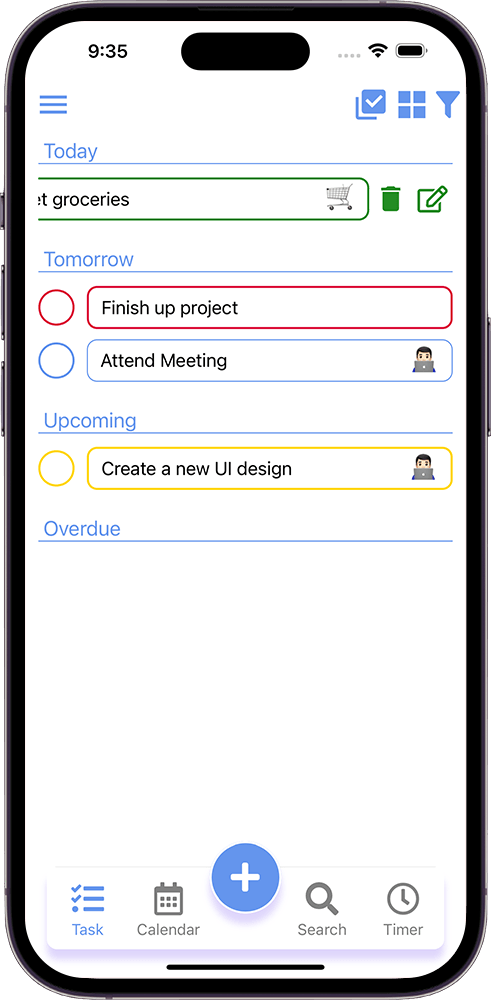 9:35
Today
et groceries
Tomorrow
Finish up project
Attend Meeting
Upcoming
Create a new UI design
Overdue
Task
Calendar
Search
Timer